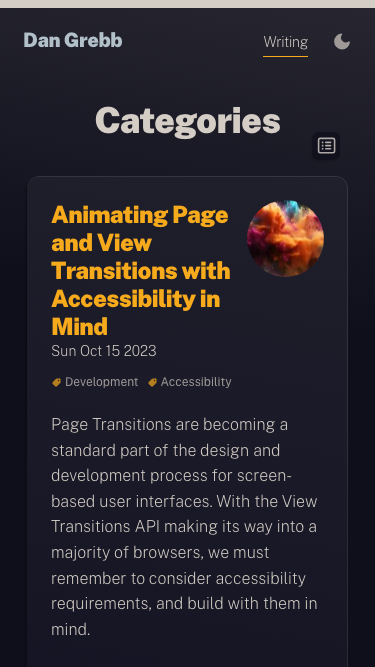 Dan Grebb
Writing
Categories
Animating Page
and View
Transitions with
Accessibility in
Mind
Sun Oct 15 2023
Development Accessibility
Page Transitions are becoming a
standard part of the design and
development process for screen-
based user interfaces. With the View
Transitions API making its way into a
majority of browsers, we must
remember to consider accessibility
requirements, and build with them in
mind.